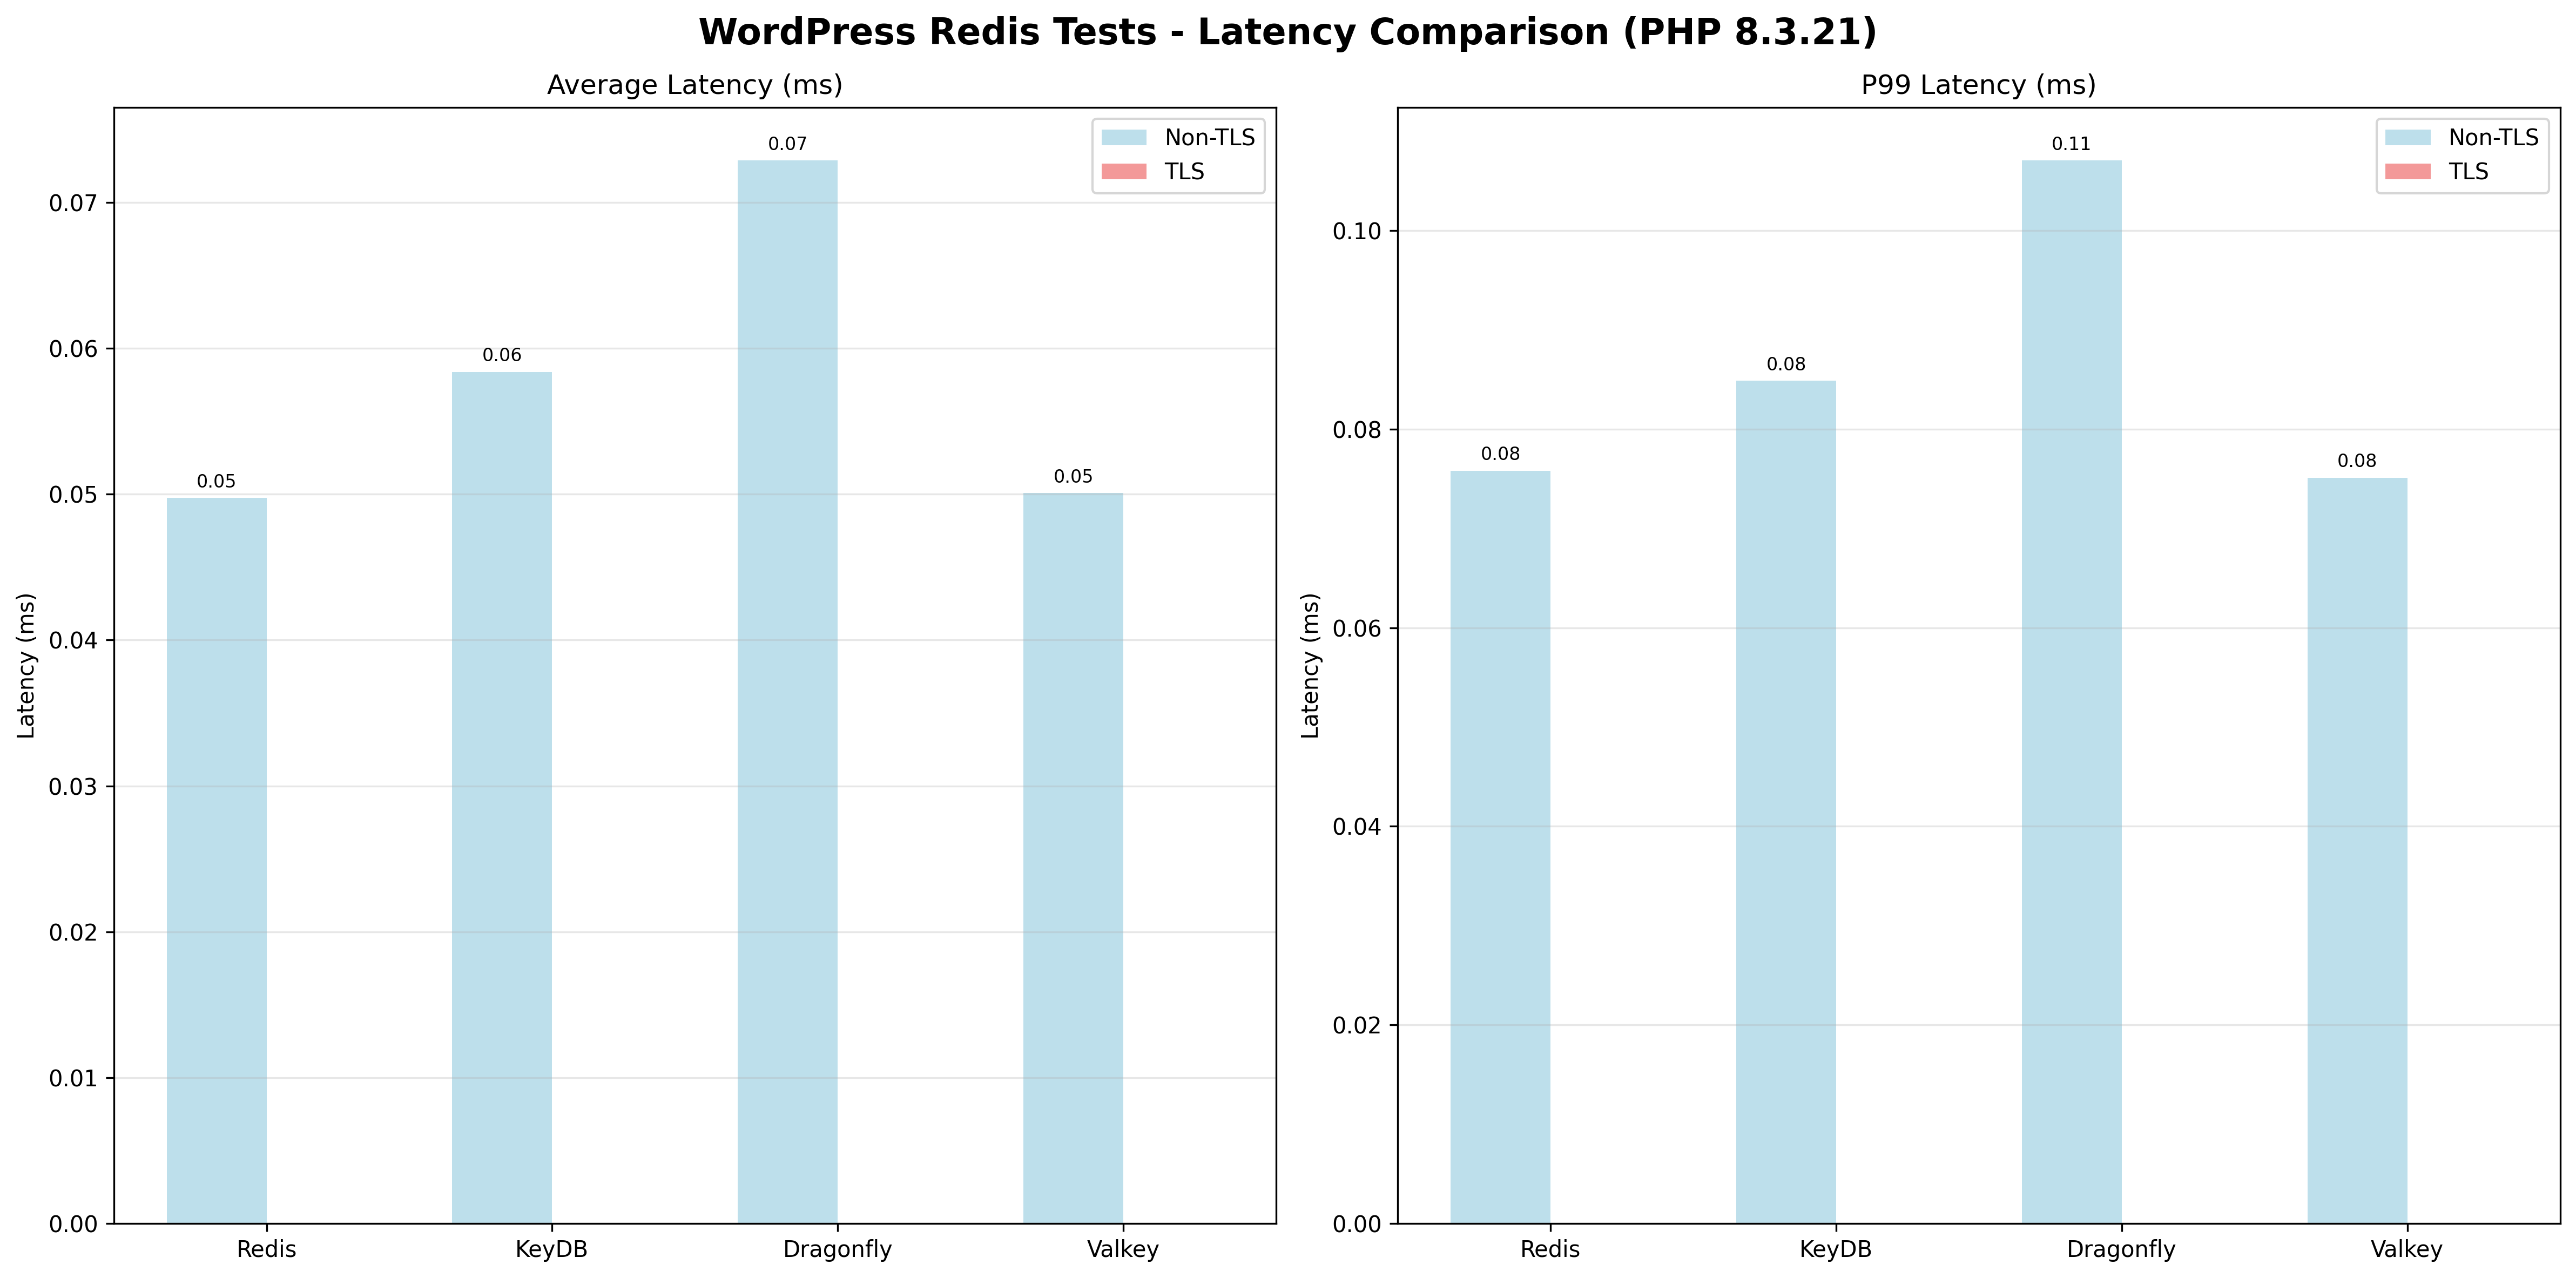 WordPress Redis Tests - Latency Comparison (PHP 8.3.21)
Average Latency (ms)
Non-TLS
TLS
Latency (ms)
0.07
0.06
0.05
0.04
0.03
0.02
0.01
0.00
0.05
0.06
0.07
0.05
Redis
KeyDB
Dragonfly
Valkey
P99 Latency (ms)
Non-TLS
TLS
Latency (ms)
0.10
0.08
0.06
0.04
0.02
0.00
0.08
0.08
0.11
0.08
Redis
KeyDB
Dragonfly
Valkey